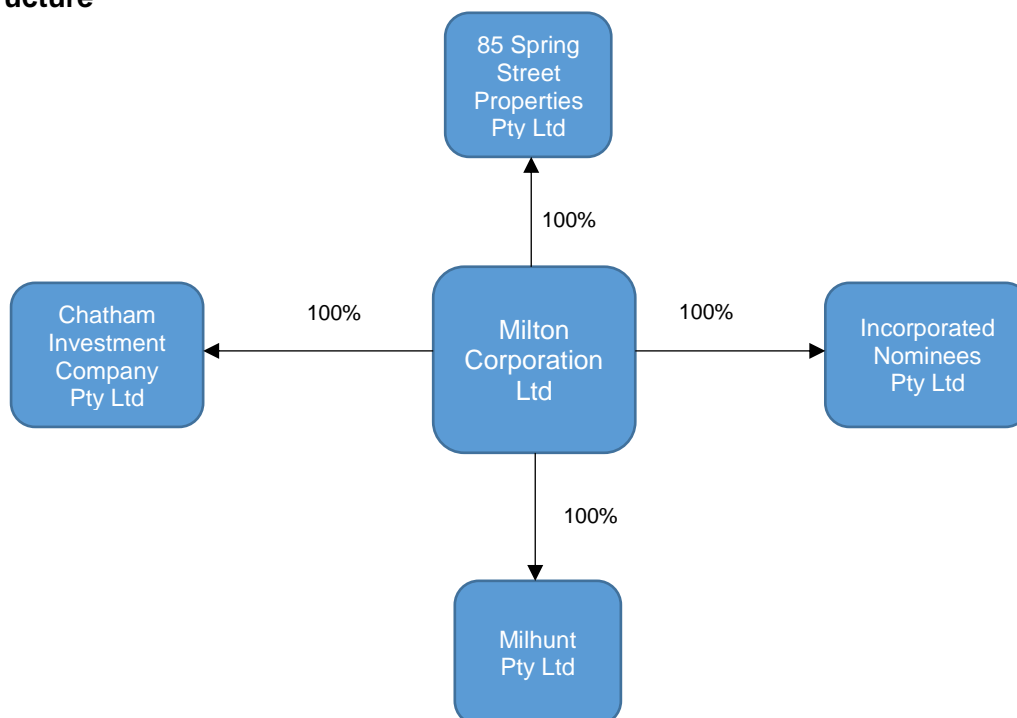 ucture
85 Spring
Street
Properties
Pty Ltd
100%
Chatham
Investment
Company
Pty Ltd
100%
Milton
Corporation
Ltd
100%
Incorporated
Nominees
Pty Ltd
100%
Milhunt
Pty Ltd